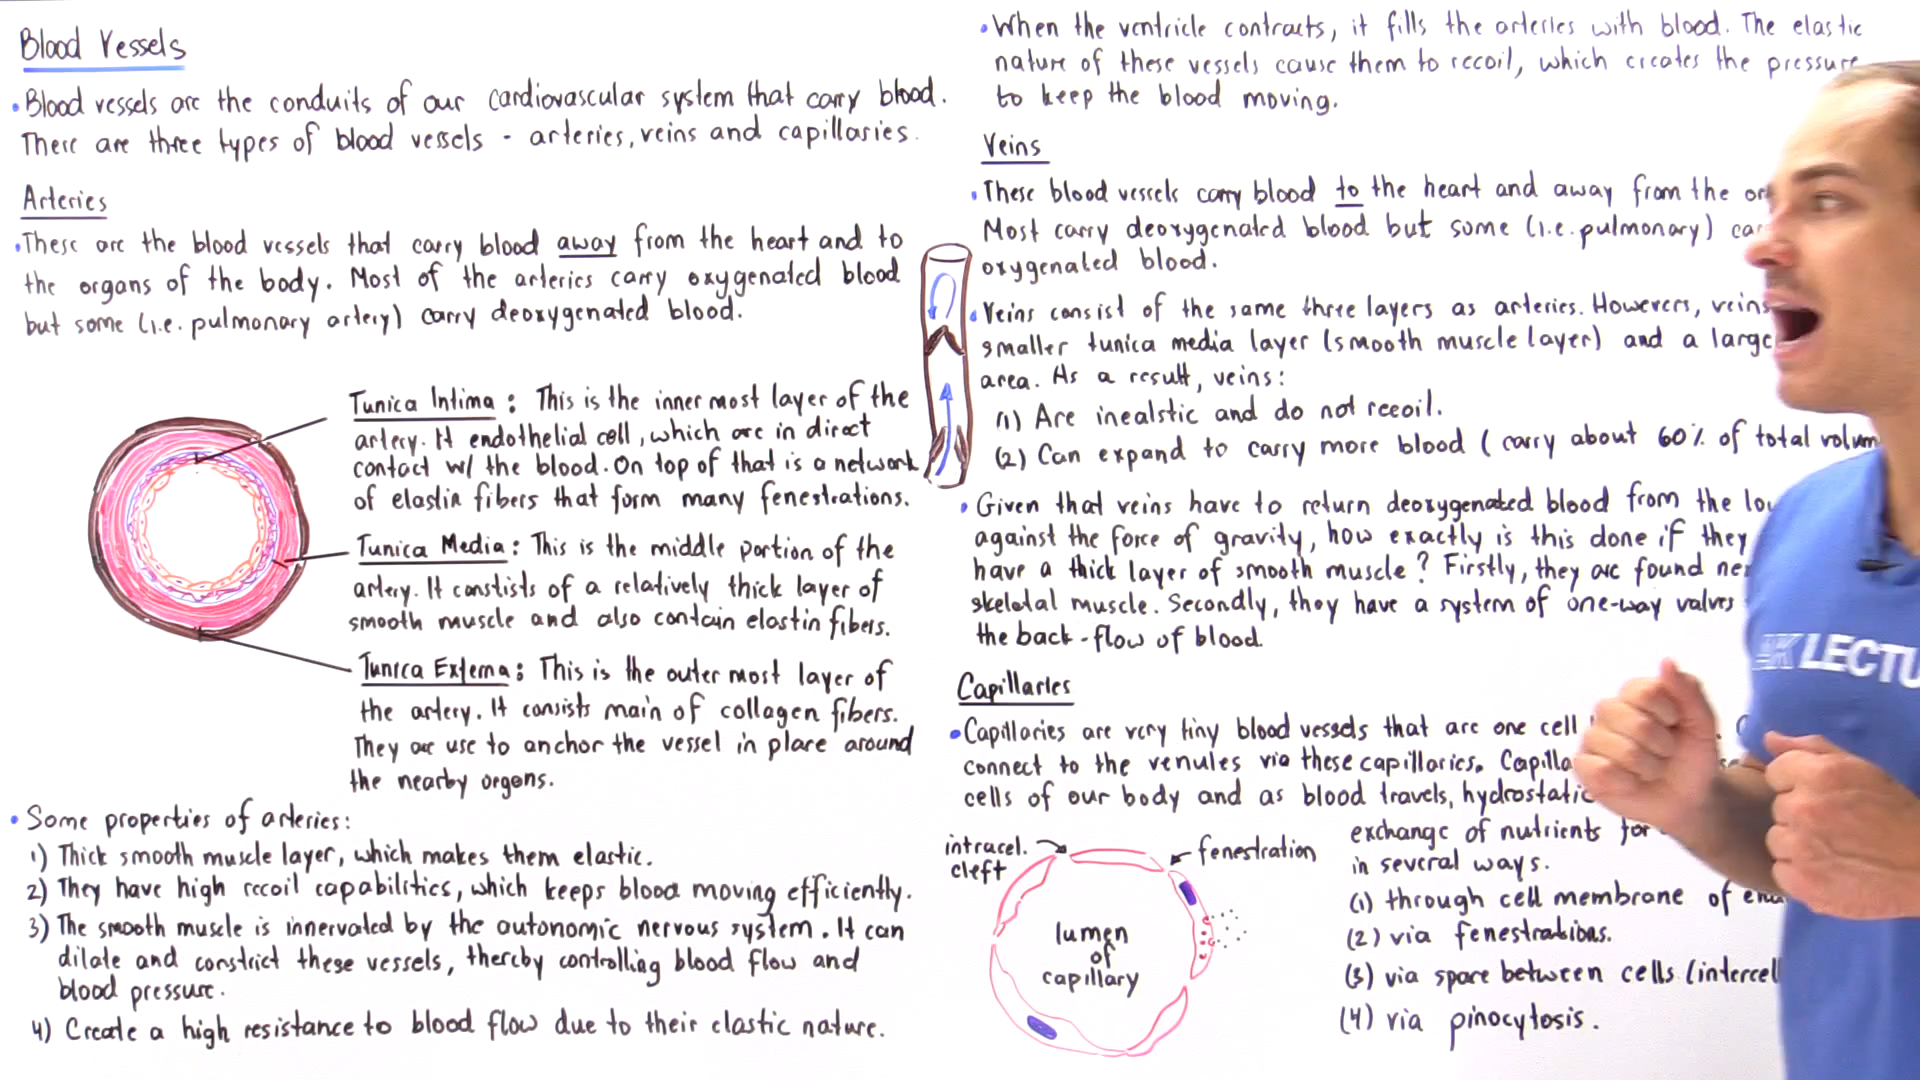 Blood Vessels
• Blood vessels are the conduits of our cardiovascular system that carry blood.
There are three types of blood vessels - arteries, veins and capillaries.
Arteries
• These are the blood vessels that carry blood away from the heart and to
the organs of the body. Most of the arteries carry oxygenated blood
but some (i.e. pulmonary artery) carry deoxygenated blood.
Tunica Intima: This is the inner most layer of the
artery. It endothelial cell, which are in direct
contact w/ the blood. On top of that is a network
of elastin fibers that form many fenestrations.
Tunica Media: This is the middle portion of the
artery. It constists of a relatively thick layer of
smooth muscle and also contain elastin fibers.
Tunica Externa: This is the outer most layer of
the artery. It consists main of collagen fibers.
They are use to anchor the vessel in place around
the nearby organs.
• Some properties of arteries:
1) Thick smooth muscle layer, which makes them elastic.
2) They have high recoil capabilities, which keeps blood moving efficiently.
3) The smooth muscle is innervated by the autonomic nervous system. It can
dilate and constrict these vessels, thereby controlling blood flow and
blood pressure.
4) Create a high resistance to blood flow due to their elastic nature.
• When the ventricle contracts, it fills the arteries with blood. The elastic
nature of these vessels cause them to recoil, which creates the pressure
to keep the blood moving.
Veins
• These blood vessels carry blood to the heart and away from the
Most carry deoxygenated blood but some (i.e. pulmonary)
oxygenated blood.
• Veins consist of the same three layers as arteries. Howevers, veins
smaller tunica media layer (smooth muscle layer) and a large
area. As a result, veins:
(1) Are inealstic and do not recoil.
(2) Can expand to carry more blood (carry about 60% of total volum
• Given that veins have to return deoxygenated blood from the
against the force of gravity, how exactly is this done if they
have a thick layer of smooth muscle? Firstly, they are found
skeletal muscle. Secondly, they have a system of one-way valves
the back-flow of blood.
Capillaries
• Capillaries are very tiny blood vessels that are one cell
connect to the venules via these capillaries.
cells of our body and as blood travels, hydrostatic
exchange of nutrients for
in several ways.
(1) through cell membrane of
(2) via fenestrations.
(3) via space between cells (intercell
(4) via pinocytosis.
intracel.
cleft
fenestration
lumen
of
capillary
AK LECTU